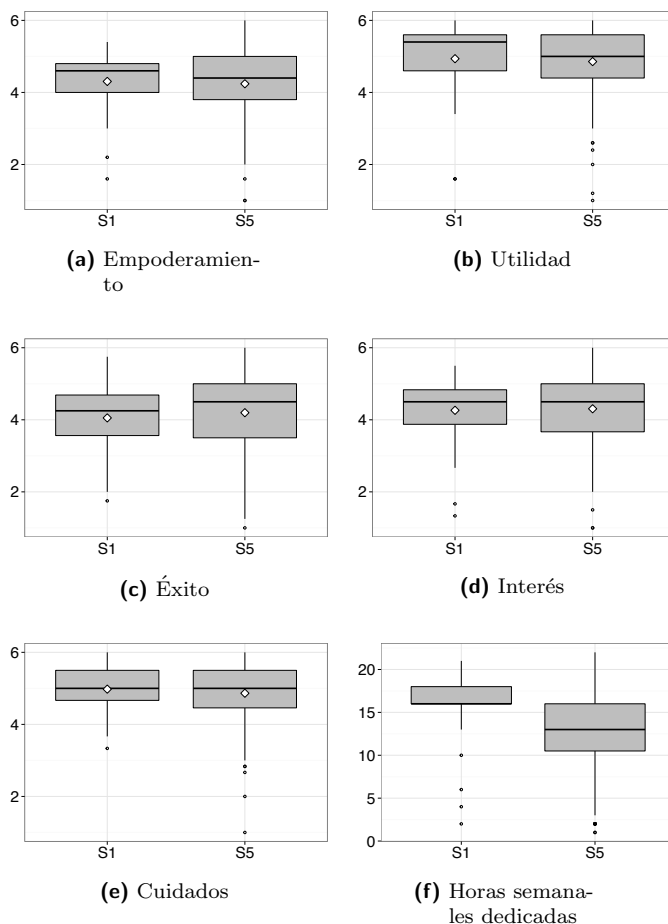 6
4
2
S1
S5
(a) Empoderamien-
to
6
4
2
S1
S5
(b) Utilidad
6
4
2
S1
S5
(c) Éxito
6
4
2
S1
S5
(d) Interés
6
4
2
S1
S5
(e) Cuidados
20
15
10
5
0
S1
S5
(f) Horas semana-
les dedicadas